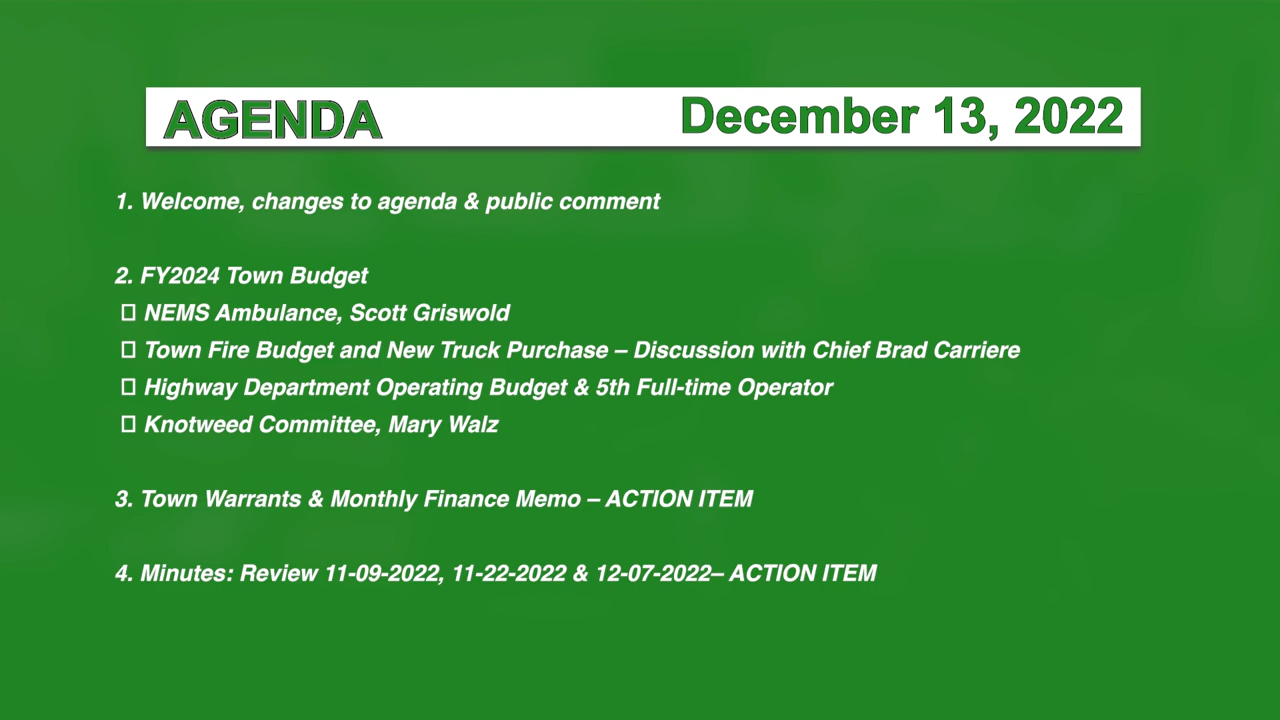 AGENDA December 13, 2022
1. Welcome, changes to agenda & public comment
2. FY2024 Town Budget
▯ NEMS Ambulance, Scott Griswold
▯ Town Fire Budget and New Truck Purchase – Discussion with Chief Brad Carriere
▯ Highway Department Operating Budget & 5th Full-time Operator
▯ Knotweed Committee, Mary Walz
3. Town Warrants & Monthly Finance Memo – ACTION ITEM
4. Minutes: Review 11-09-2022, 11-22-2022 & 12-07-2022– ACTION ITEM